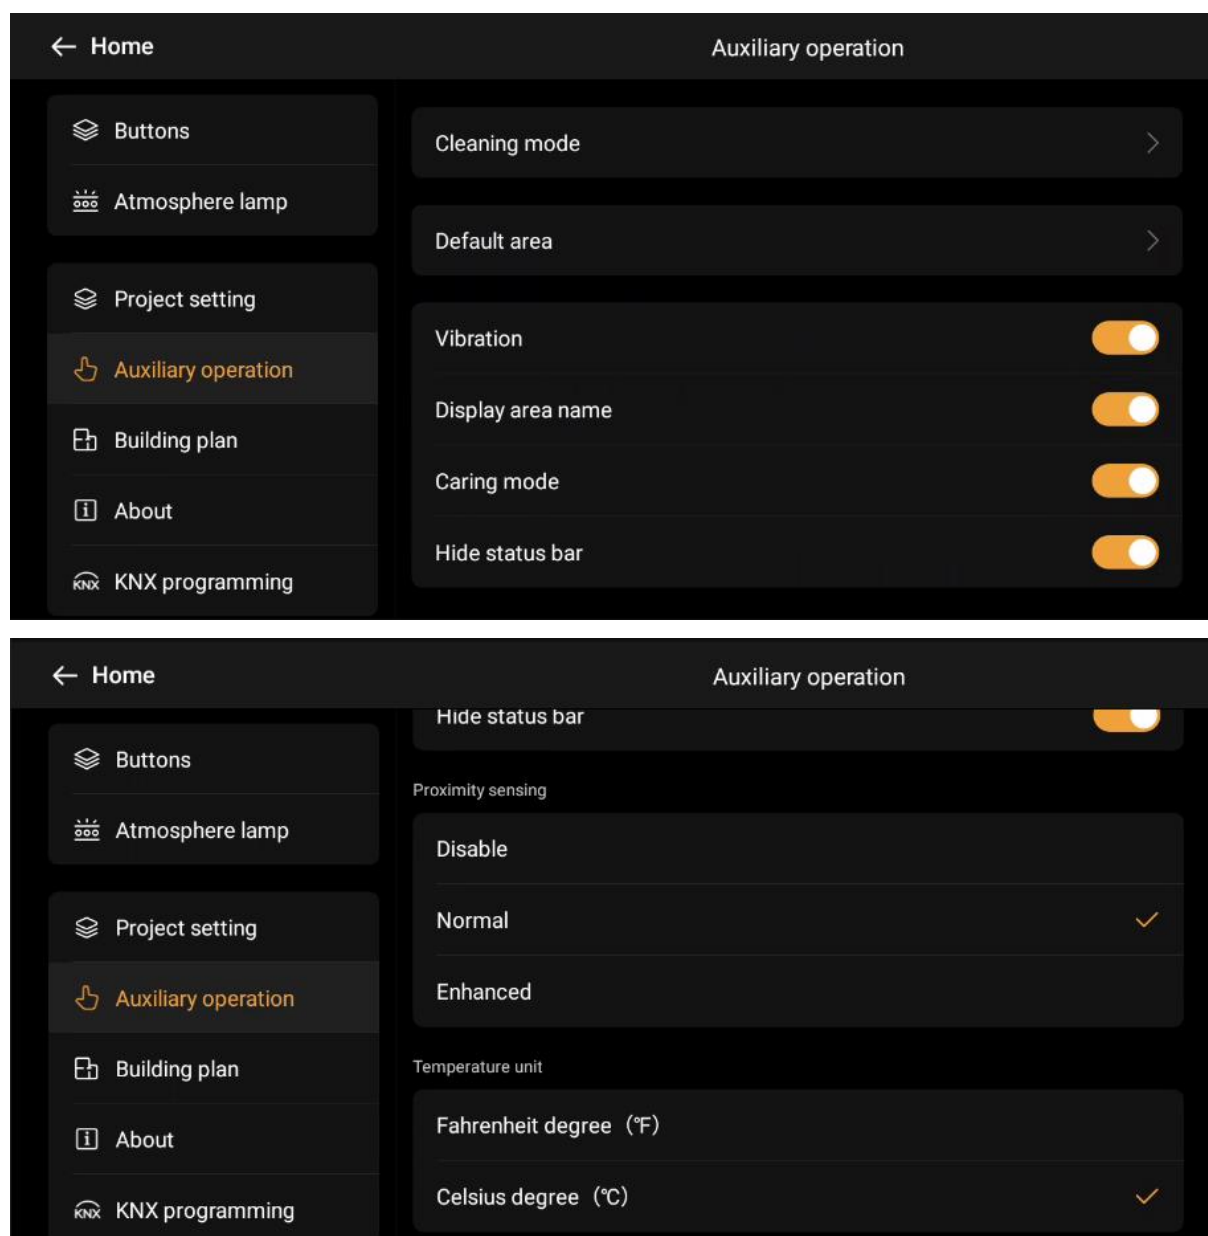 Home
Auxiliary operation
Buttons
Atmosphere lamp
Project setting
Auxiliary operation
Building plan
About
KNX KNX programming
Cleaning mode
Default area
Vibration
Display area name
Caring mode
Hide status bar
Home
Auxiliary operation
Buttons
Atmosphere lamp
Project setting
Auxiliary operation
Building plan
About
KNX KNX programming
Hide status bar
Proximity sensing
Disable
Normal
Enhanced
Temperature unit
Fahrenheit degree（℉）
Celsius degree（℃）